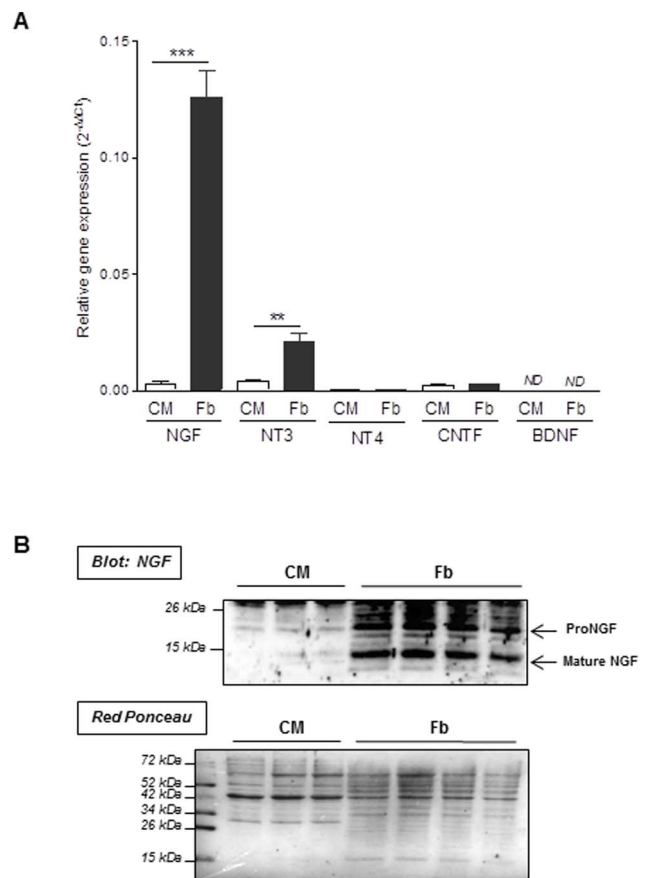 A
0.15
***
0.10
Relative gene expression (2-ΔΔCt)
0.05
**
ND ND
0.00
CM Fb CM Fb CM Fb CM Fb CM Fb
NGF NT3 NT4 CNTF BDNF
B
Blot: NGF
CM Fb
26 kDa
ProNGF
15 kDa
Mature NGF
Red Ponceau
CM Fb
72 kDa
52 kDa
42 kDa
34 kDa
26 kDa
15 kDa